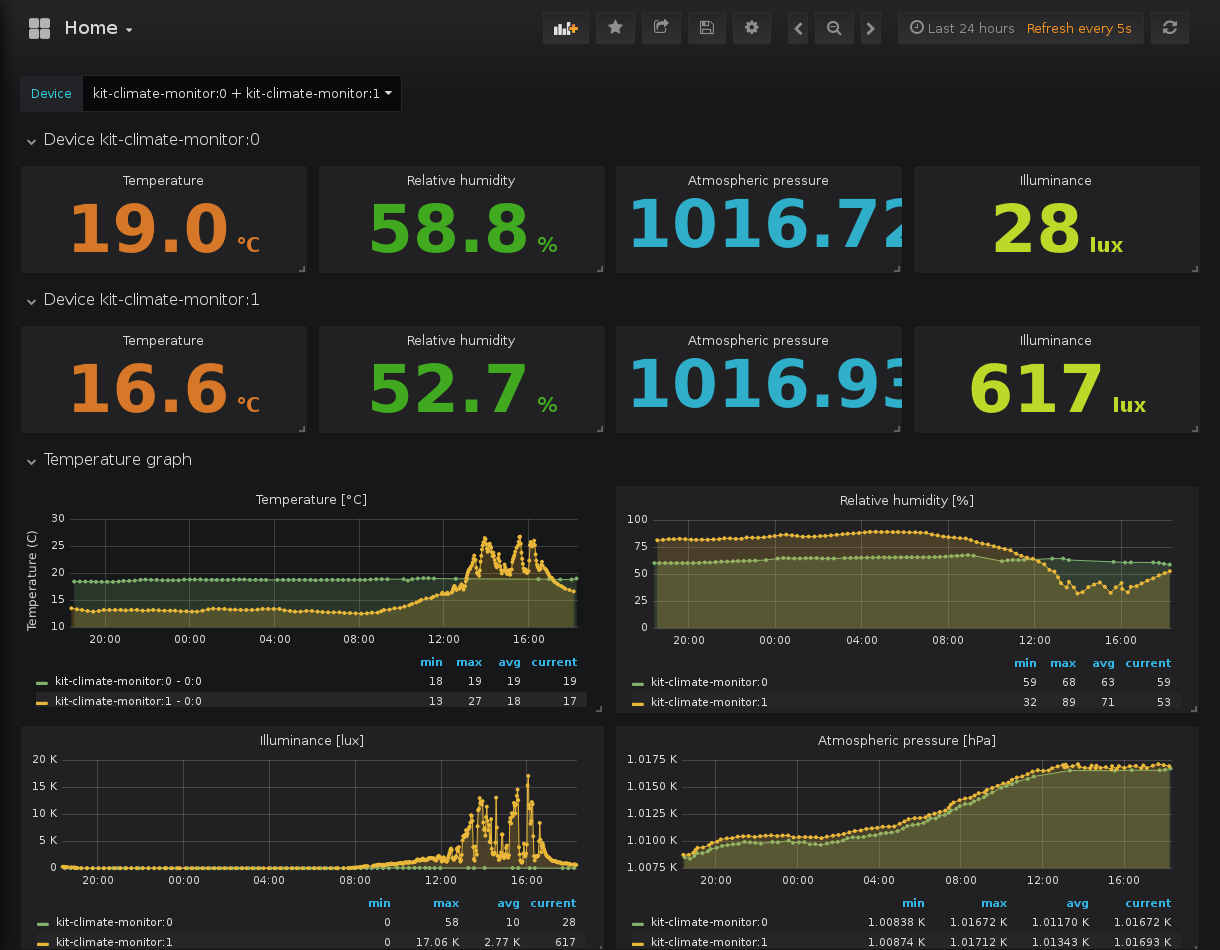 Home
Last 24 hours Refresh every 5s
Device kit-climate-monitor:0 + kit-climate-monitor:1
Device kit-climate-monitor:0
Temperature
19.0 °C
Relative humidity
58.8 %
Atmospheric pressure
1016.72
Illuminance
28 lux
Device kit-climate-monitor:1
Temperature
16.6 °C
Relative humidity
52.7 %
Atmospheric pressure
1016.93
Illuminance
617 lux
Temperature graph
Temperature [°C]
Temperature (C)
30
25
20
15
10
20:00 00:00 04:00 08:00 12:00 16:00
min max avg current
kit-climate-monitor:0 - 0:0 18 19 19 19
kit-climate-monitor:1 - 0:0 13 27 18 17
Relative humidity [%]
100
75
50
25
0
20:00 00:00 04:00 08:00 12:00 16:00
min max avg current
kit-climate-monitor:0 59 68 63 59
kit-climate-monitor:1 32 89 71 53
Illuminance [lux]
20 K
15 K
10 K
5 K
0
20:00 00:00 04:00 08:00 12:00 16:00
min max avg current
kit-climate-monitor:0 0 58 10 28
kit-climate-monitor:1 0 17.06 K 2.77 K 617
Atmospheric pressure [hPa]
1.0175 K
1.0150 K
1.0125 K
1.0100 K
1.0075 K
20:00 00:00 04:00 08:00 12:00 16:00
min max avg current
kit-climate-monitor:0 1.00838 K 1.01672 K 1.01170 K 1.01672 K
kit-climate-monitor:1 1.00874 K 1.01712 K 1.01343 K 1.01693 K